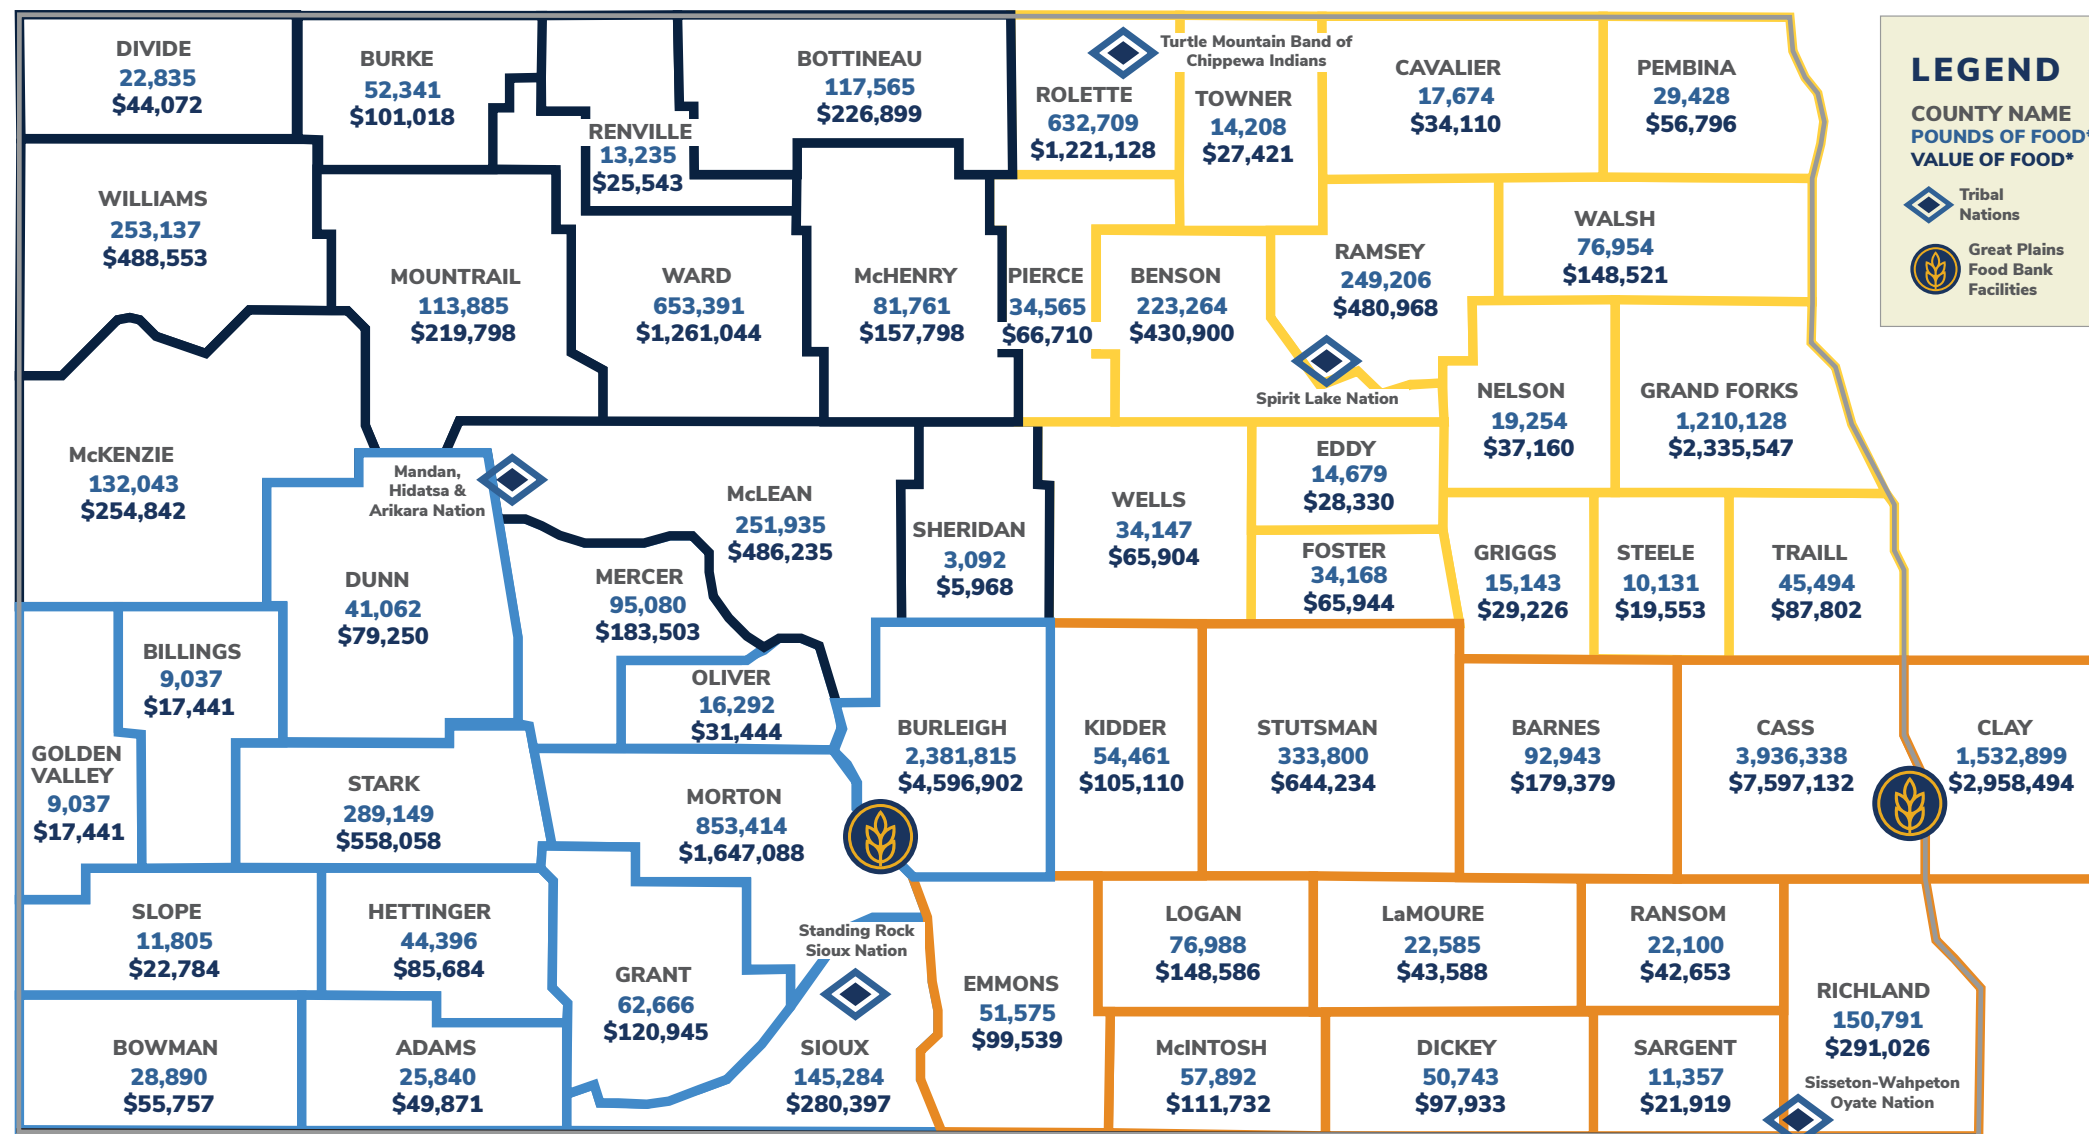 DIVIDE
22,835
$44,072
BURKE
52,341
$101,018
RENVILLE
13,235
$25,543
BOTTINEAU
117,565
$226,899
ROLETTE
632,709
$1,221,128
Turtle Mountain Band of
Chippewa Indians
TOWNER
14,208
$27,421
CAVALIER
17,674
$34,110
PEMBINA
29,428
$56,796
LEGEND
COUNTY NAME
POUNDS OF FOOD*
VALUE OF FOOD*
Tribal
Nations
Great Plains
Food Bank
Facilities
WILLIAMS
253,137
$488,553
MOUNTRAIL
113,885
$219,798
WARD
653,391
$1,261,044
McHENRY
81,761
$157,798
PIERCE
34,565
$66,710
BENSON
223,264
$430,900
RAMSEY
249,206
$480,968
WALSH
76,954
$148,521
Spirit Lake Nation
NELSON
19,254
$37,160
GRAND FORKS
1,210,128
$2,335,547
McKENZIE
132,043
$254,842
Mandan,
Hidatsa &
Arikara Nation
McLEAN
251,935
$486,235
SHERIDAN
3,092
$5,968
WELLS
34,147
$65,904
EDDY
14,679
$28,330
FOSTER
34,168
$65,944
GRIGGS
15,143
$29,226
STEELE
10,131
$19,553
TRAILL
45,494
$87,802
DUNN
41,062
$79,250
MERCER
95,080
$183,503
BILLINGS
9,037
$17,441
OLIVER
16,292
$31,444
GOLDEN
VALLEY
9,037
$17,441
STARK
289,149
$558,058
MORTON
853,414
$1,647,088
BURLEIGH
2,381,815
$4,596,902
KIDDER
54,461
$105,110
STUTSMAN
333,800
$644,234
BARNES
92,943
$179,379
CASS
3,936,338
$7,597,132
CLAY
1,532,899
$2,958,494
SLOPE
11,805
$22,784
HETTINGER
44,396
$85,684
GRANT
62,666
$120,945
Standing Rock
Sioux Nation
EMMONS
51,575
$99,539
LOGAN
76,988
$148,586
LaMOURE
22,585
$43,588
RANSOM
22,100
$42,653
RICHLAND
150,791
$291,026
BOWMAN
28,890
$55,757
ADAMS
25,840
$49,871
SIOUX
145,284
$280,397
McINTOSH
57,892
$111,732
DICKEY
50,743
$97,933
SARGENT
11,357
$21,919
Sisseton-Wahpeton
Oyate Nation